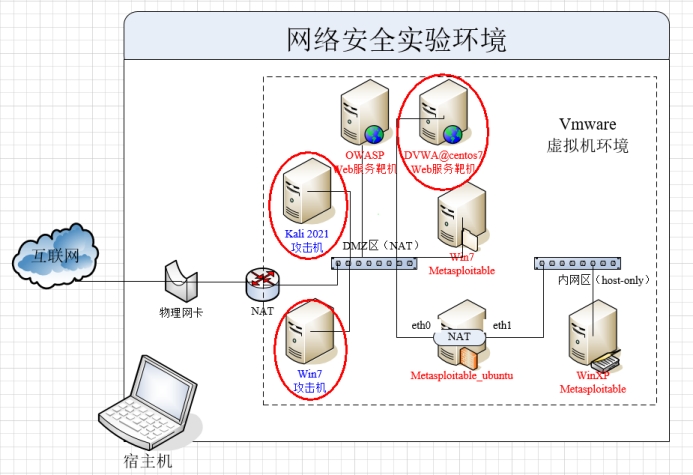 网络安全实验环境
Vmware
虚拟机环境
OWASP
Web服务靶机
DVWA@centos7
Web服务靶机
Kali 2021
攻击机
DMZ区（NAT）
Win7
Metasploitable
互联网
物理网卡
NAT
内网区（host-only）
eth0
NAT
eth1
Win7
攻击机
Metasploitable_ubuntu
WinXP
Metasploitable
宿主机